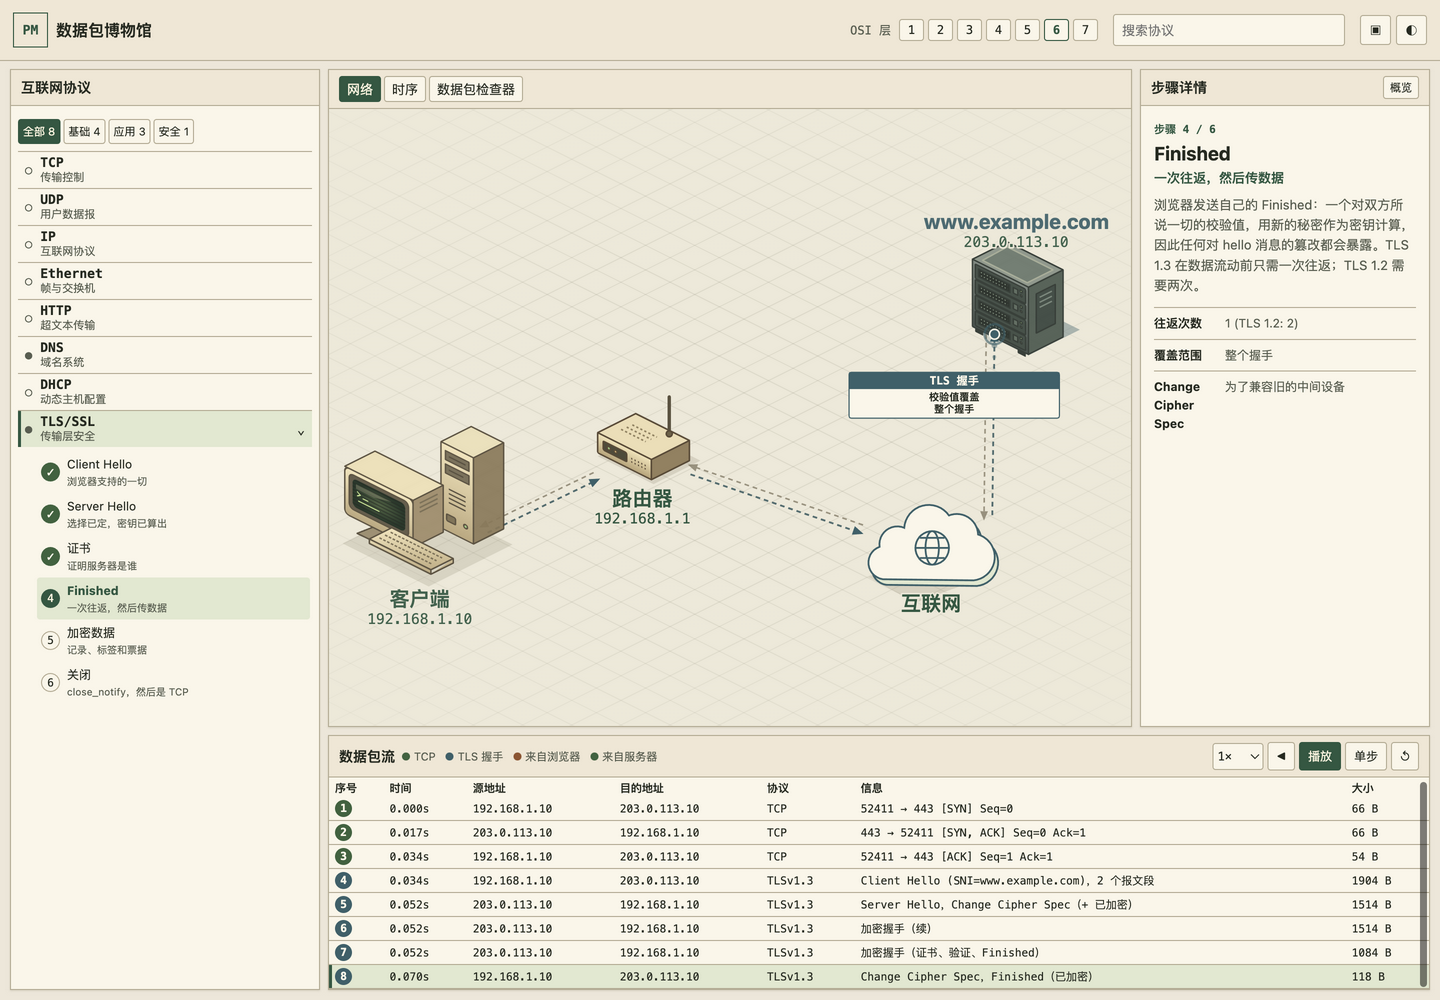 PM 数据包博物馆
OSI 层 1 2 3 4 5 6 7 搜索协议
互联网协议
全部 8 基础 4 应用 3 安全 1
TCP
传输控制
UDP
用户数据报
IP
互联网协议
Ethernet
帧与交换机
HTTP
超文本传输
DNS
域名系统
DHCP
动态主机配置
TLS/SSL
传输层安全
Client Hello
浏览器支持的一切
Server Hello
选择已定，密钥已算出
证书
证明服务器是谁
4 Finished
一次往返，然后传数据
5 加密数据
记录、标签和票据
6 关闭
close_notify，然后是 TCP
网络 时序 数据包检查器
www.example.com
203.0.113.10
TLS 握手
校验值覆盖
整个握手
路由器
192.168.1.1
客户端
192.168.1.10
互联网
步骤详情 概览
步骤 4 / 6
Finished
一次往返，然后传数据
浏览器发送自己的 Finished：一个对双方所
说一切的校验值，用新的秘密作为密钥计算，
因此任何对 hello 消息的篡改都会暴露。TLS
1.3 在数据流动前只需一次往返；TLS 1.2 需
要两次。
往返次数 1 (TLS 1.2: 2)
覆盖范围 整个握手
Change Cipher Spec 为了兼容旧的中间设备
数据包流 TCP TLS 握手 来自浏览器 来自服务器 1× 播放 单步
序号 时间 源地址 目的地址 协议 信息 大小
1 0.000s 192.168.1.10 203.0.113.10 TCP 52411 → 443 [SYN] Seq=0 66 B
2 0.017s 203.0.113.10 192.168.1.10 TCP 443 → 52411 [SYN, ACK] Seq=0 Ack=1 66 B
3 0.034s 192.168.1.10 203.0.113.10 TCP 52411 → 443 [ACK] Seq=1 Ack=1 54 B
4 0.034s 192.168.1.10 203.0.113.10 TLSv1.3 Client Hello (SNI=www.example.com)，2 个报文段 1904 B
5 0.052s 203.0.113.10 192.168.1.10 TLSv1.3 Server Hello，Change Cipher Spec（+ 已加密） 1514 B
6 0.052s 203.0.113.10 192.168.1.10 TLSv1.3 加密握手（续） 1514 B
7 0.052s 203.0.113.10 192.168.1.10 TLSv1.3 加密握手（证书、验证、Finished） 1084 B
8 0.070s 192.168.1.10 203.0.113.10 TLSv1.3 Change Cipher Spec，Finished（已加密） 118 B